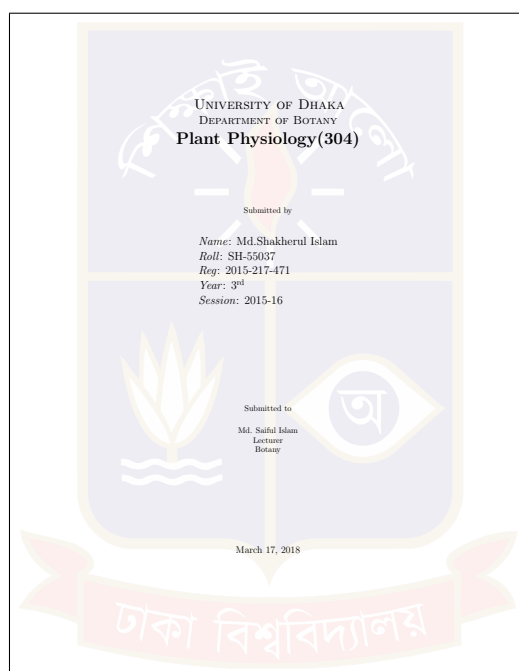 শিক্ষাই আলো
UNIVERSITY OF DHAKA
DEPARTMENT OF BOTANY
Plant Physiology(304)
Submitted by
Name: Md.Shakherul Islam
Roll: SH-55037
Reg: 2015-217-471
Year: 3rd
Session: 2015-16
Submitted to
অ
Md. Saiful Islam
Lecturer
Botany
March 17, 2018
ঢাকা বিশ্ববিদ্যালয়